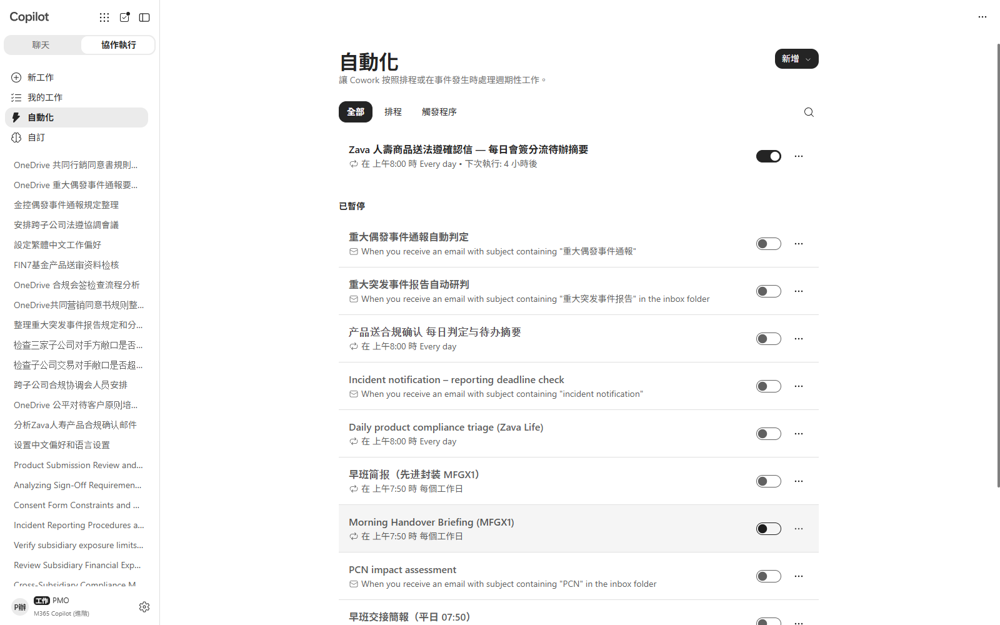 Copilot
聊天
協作執行
新工作
我的工作
自動化
自訂
OneDrive 共同行銷同意書規則...
OneDrive 重大偶發事件通報要...
金控偶發事件通報規定整理
安排跨子公司法遵協調會議
設定繁體中文工作偏好
FIN7基金产品送审资料检核
OneDrive 合规会签检查流程分析
OneDrive共同营销同意书规则整...
整理重大突发事件报告规定和分...
检查三家子公司对手方敞口是否...
检查子公司交易对手敞口是否超...
跨子公司合规协调会人员安排
OneDrive 公平对待客户原则培...
分析Zava人寿产品合规确认邮件
设置中文偏好和语言设置
Product Submission Review and...
Analyzing Sign-Off Requiremen...
Consent Form Constraints and ...
Incident Reporting Procedures a...
Verify subsidiary exposure limits...
Review Subsidiary Financial Exp...
Cross-Subsidiary Compliance M...
P辦
工作 PMO
M365 Copilot (進階)
自動化
新增
讓 Cowork 按照排程或在事件發生時處理週期性工作。
全部
排程
觸發程序
Zava 人壽商品送法遵確認信 — 每日會簽分流待辦摘要
在 上午8:00 時 Every day • 下次執行: 4 小時後
已暫停
重大偶發事件通報自動判定
When you receive an email with subject containing "重大偶發事件通報"
重大突发事件报告自动研判
When you receive an email with subject containing "重大突发事件报告" in the inbox folder
产品送合规确认 每日判定与待办摘要
在 上午8:00 時 Every day
Incident notification – reporting deadline check
When you receive an email with subject containing "incident notification"
Daily product compliance triage (Zava Life)
在 上午8:00 時 Every day
早班简报（先进封装 MFGX1）
在 上午7:50 時 每個工作日
Morning Handover Briefing (MFGX1)
在 上午7:50 時 每個工作日
PCN impact assessment
When you receive an email with subject containing "PCN" in the inbox folder
早班交接簡報（平日 07:50）